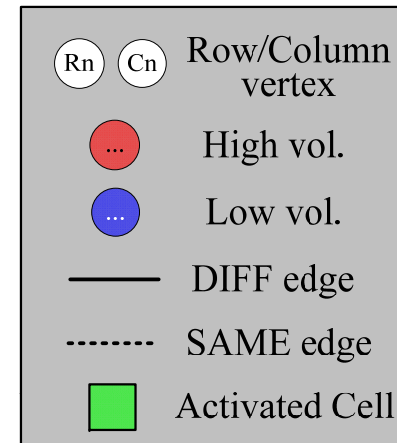 Rn Cn Row/Column
vertex
... High vol.
... Low vol.
DIFF edge
SAME edge
Activated Cell